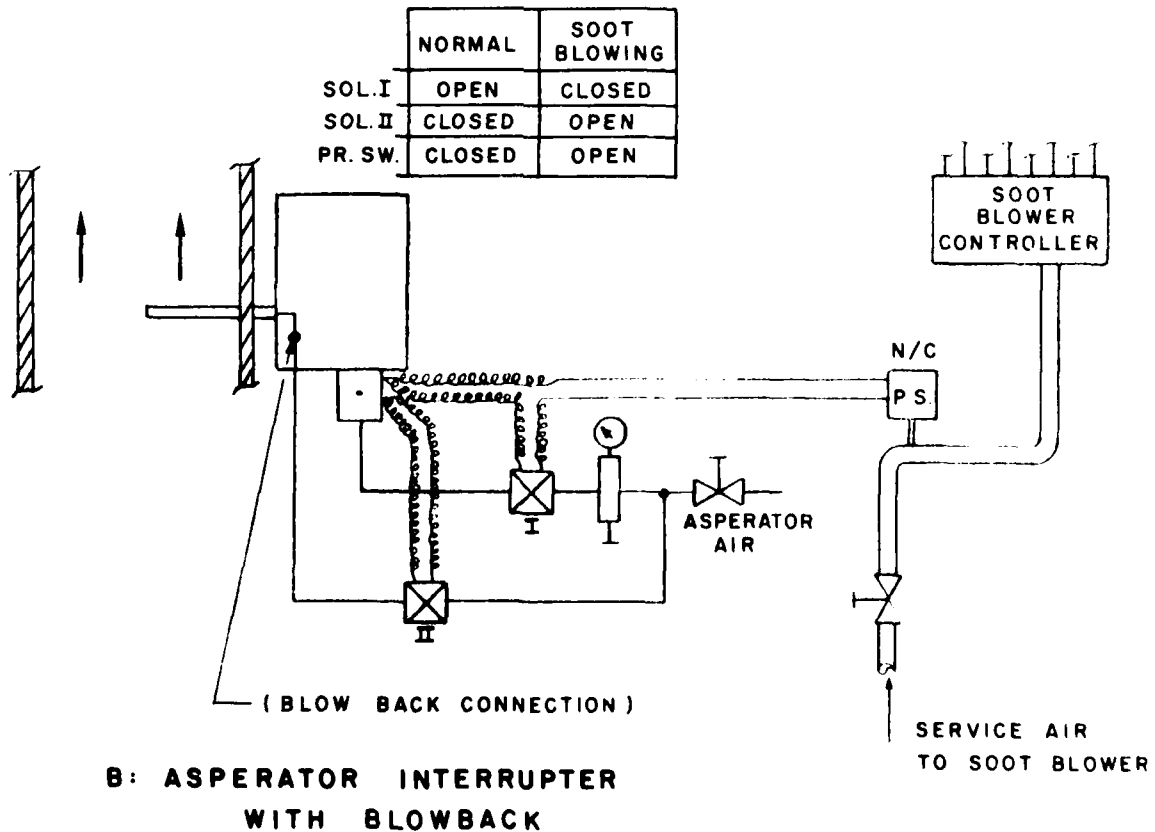 NORMAL SOOT BLOWING
SOL. I OPEN CLOSED
SOL. II CLOSED OPEN
PR. SW. CLOSED OPEN
SOOT
BLOWER
CONTROLLER
N/C
P S.
I
ASPERATOR
AIR
II
( BLOW BACK CONNECTION )
SERVICE AIR
TO SOOT BLOWER
B: ASPERATOR INTERRUPTER
WITH BLOWBACK